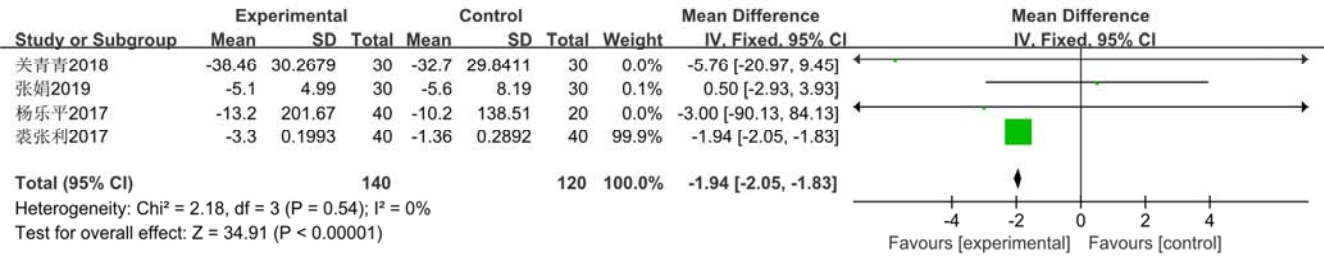 Experimental Control Mean Difference Mean Difference
Study or Subgroup Mean SD Total Mean SD Total Weight IV, Fixed, 95% CI IV, Fixed, 95% CI
关青青2018 -38.46 30.2679 30 -32.7 29.8411 30 0.0% -5.76 [-20.97, 9.45]
张娟2019 -5.1 4.99 30 -5.6 8.19 30 0.1% 0.50 [-2.93, 3.93]
杨乐平2017 -13.2 201.67 40 -10.2 138.51 20 0.0% -3.00 [-90.13, 84.13]
裘张利2017 -3.3 0.1993 40 -1.36 0.2892 40 99.9% -1.94 [-2.05, -1.83]
Total (95% CI) 140 120 100.0% -1.94 [-2.05, -1.83]
Heterogeneity: Chi² = 2.18, df = 3 (P = 0.54); I² = 0%
Test for overall effect: Z = 34.91 (P < 0.00001)
-4 -2 0 2 4
Favours [experimental] Favours [control]